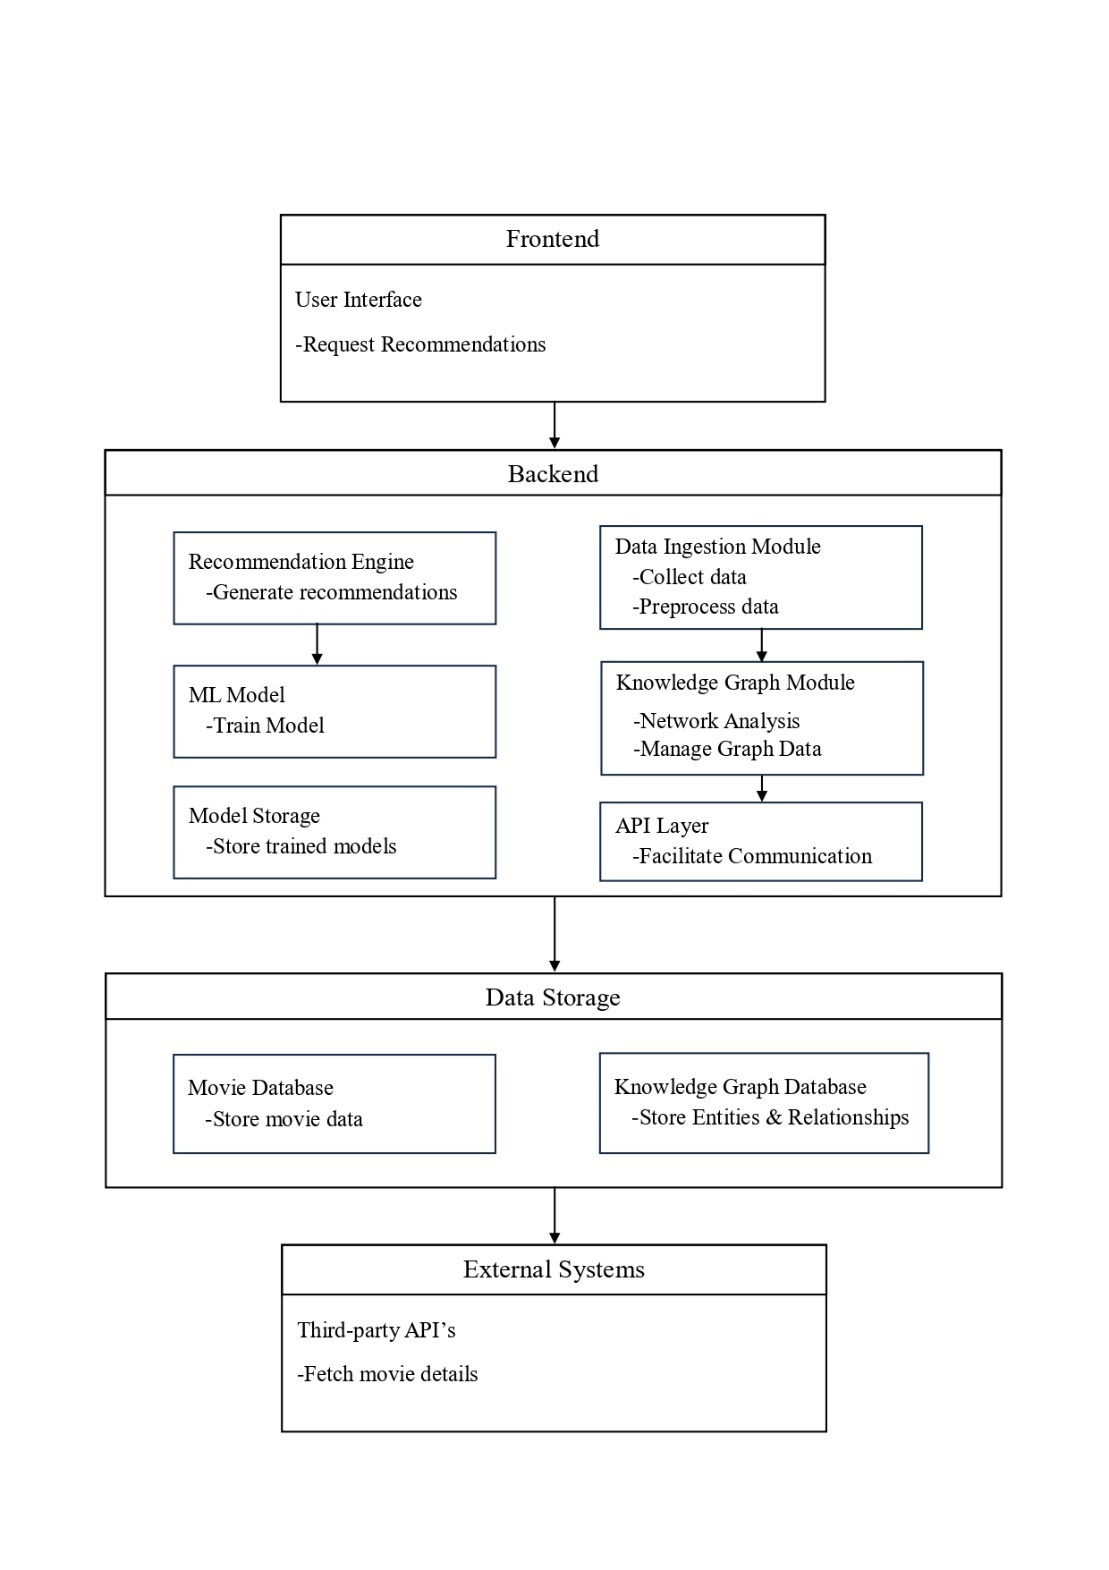 Frontend
User Interface
-Request Recommendations
Backend
Recommendation Engine
-Generate recommendations
ML Model
-Train Model
Model Storage
-Store trained models
Data Ingestion Module
-Collect data
-Preprocess data
Knowledge Graph Module
-Network Analysis
-Manage Graph Data
API Layer
-Facilitate Communication
Data Storage
Movie Database
-Store movie data
Knowledge Graph Database
-Store Entities & Relationships
External Systems
Third-party API’s
-Fetch movie details